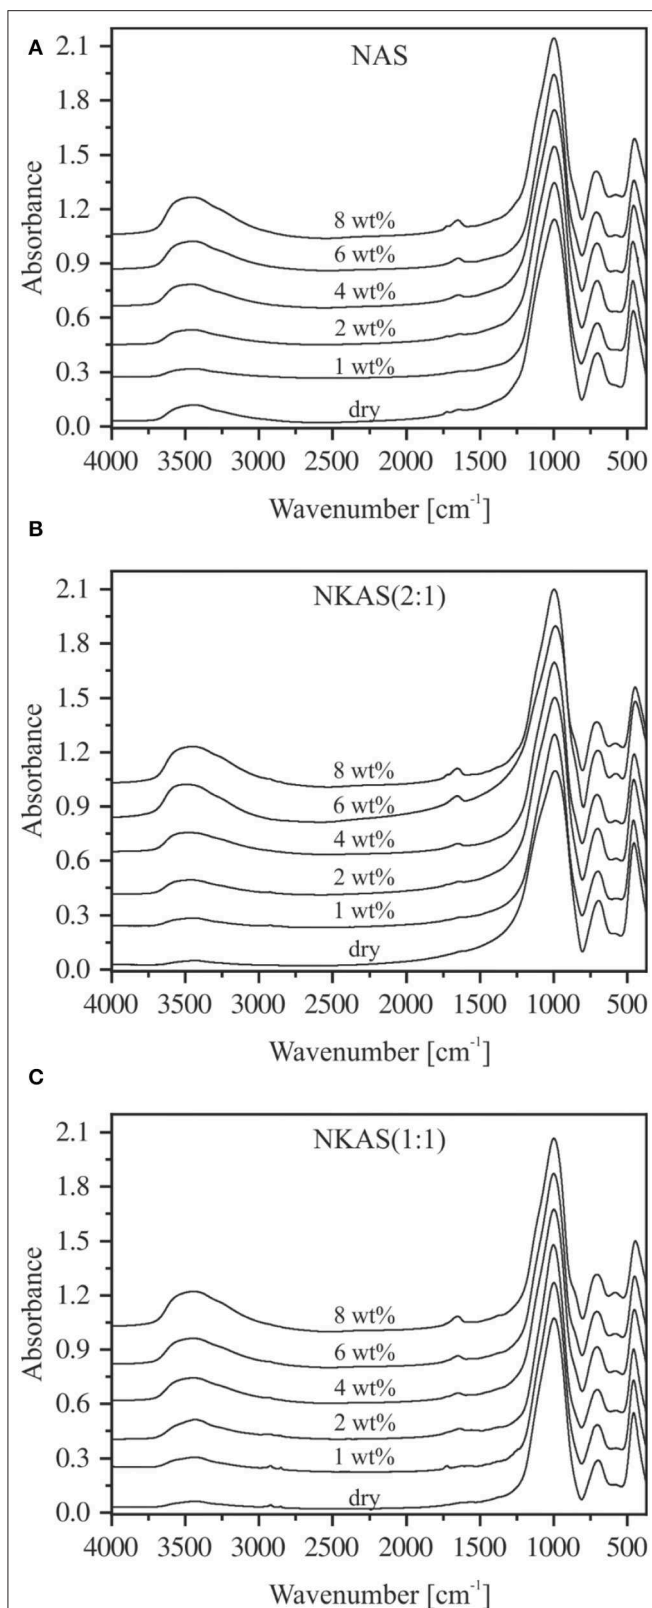 A
NAS
2.1
1.8
1.5
1.2
0.9
0.6
0.3
0.0
Absorbance
8 wt%
6 wt%
4 wt%
2 wt%
1 wt%
dry
4000 3500 3000 2500 2000 1500 1000 500
Wavenumber [cm-1]
B
NKAS(2:1)
2.1
1.8
1.5
1.2
0.9
0.6
0.3
0.0
Absorbance
8 wt%
6 wt%
4 wt%
2 wt%
1 wt%
dry
4000 3500 3000 2500 2000 1500 1000 500
Wavenumber [cm-1]
C
NKAS(1:1)
2.1
1.8
1.5
1.2
0.9
0.6
0.3
0.0
Absorbance
8 wt%
6 wt%
4 wt%
2 wt%
1 wt%
dry
4000 3500 3000 2500 2000 1500 1000 500
Wavenumber [cm-1]